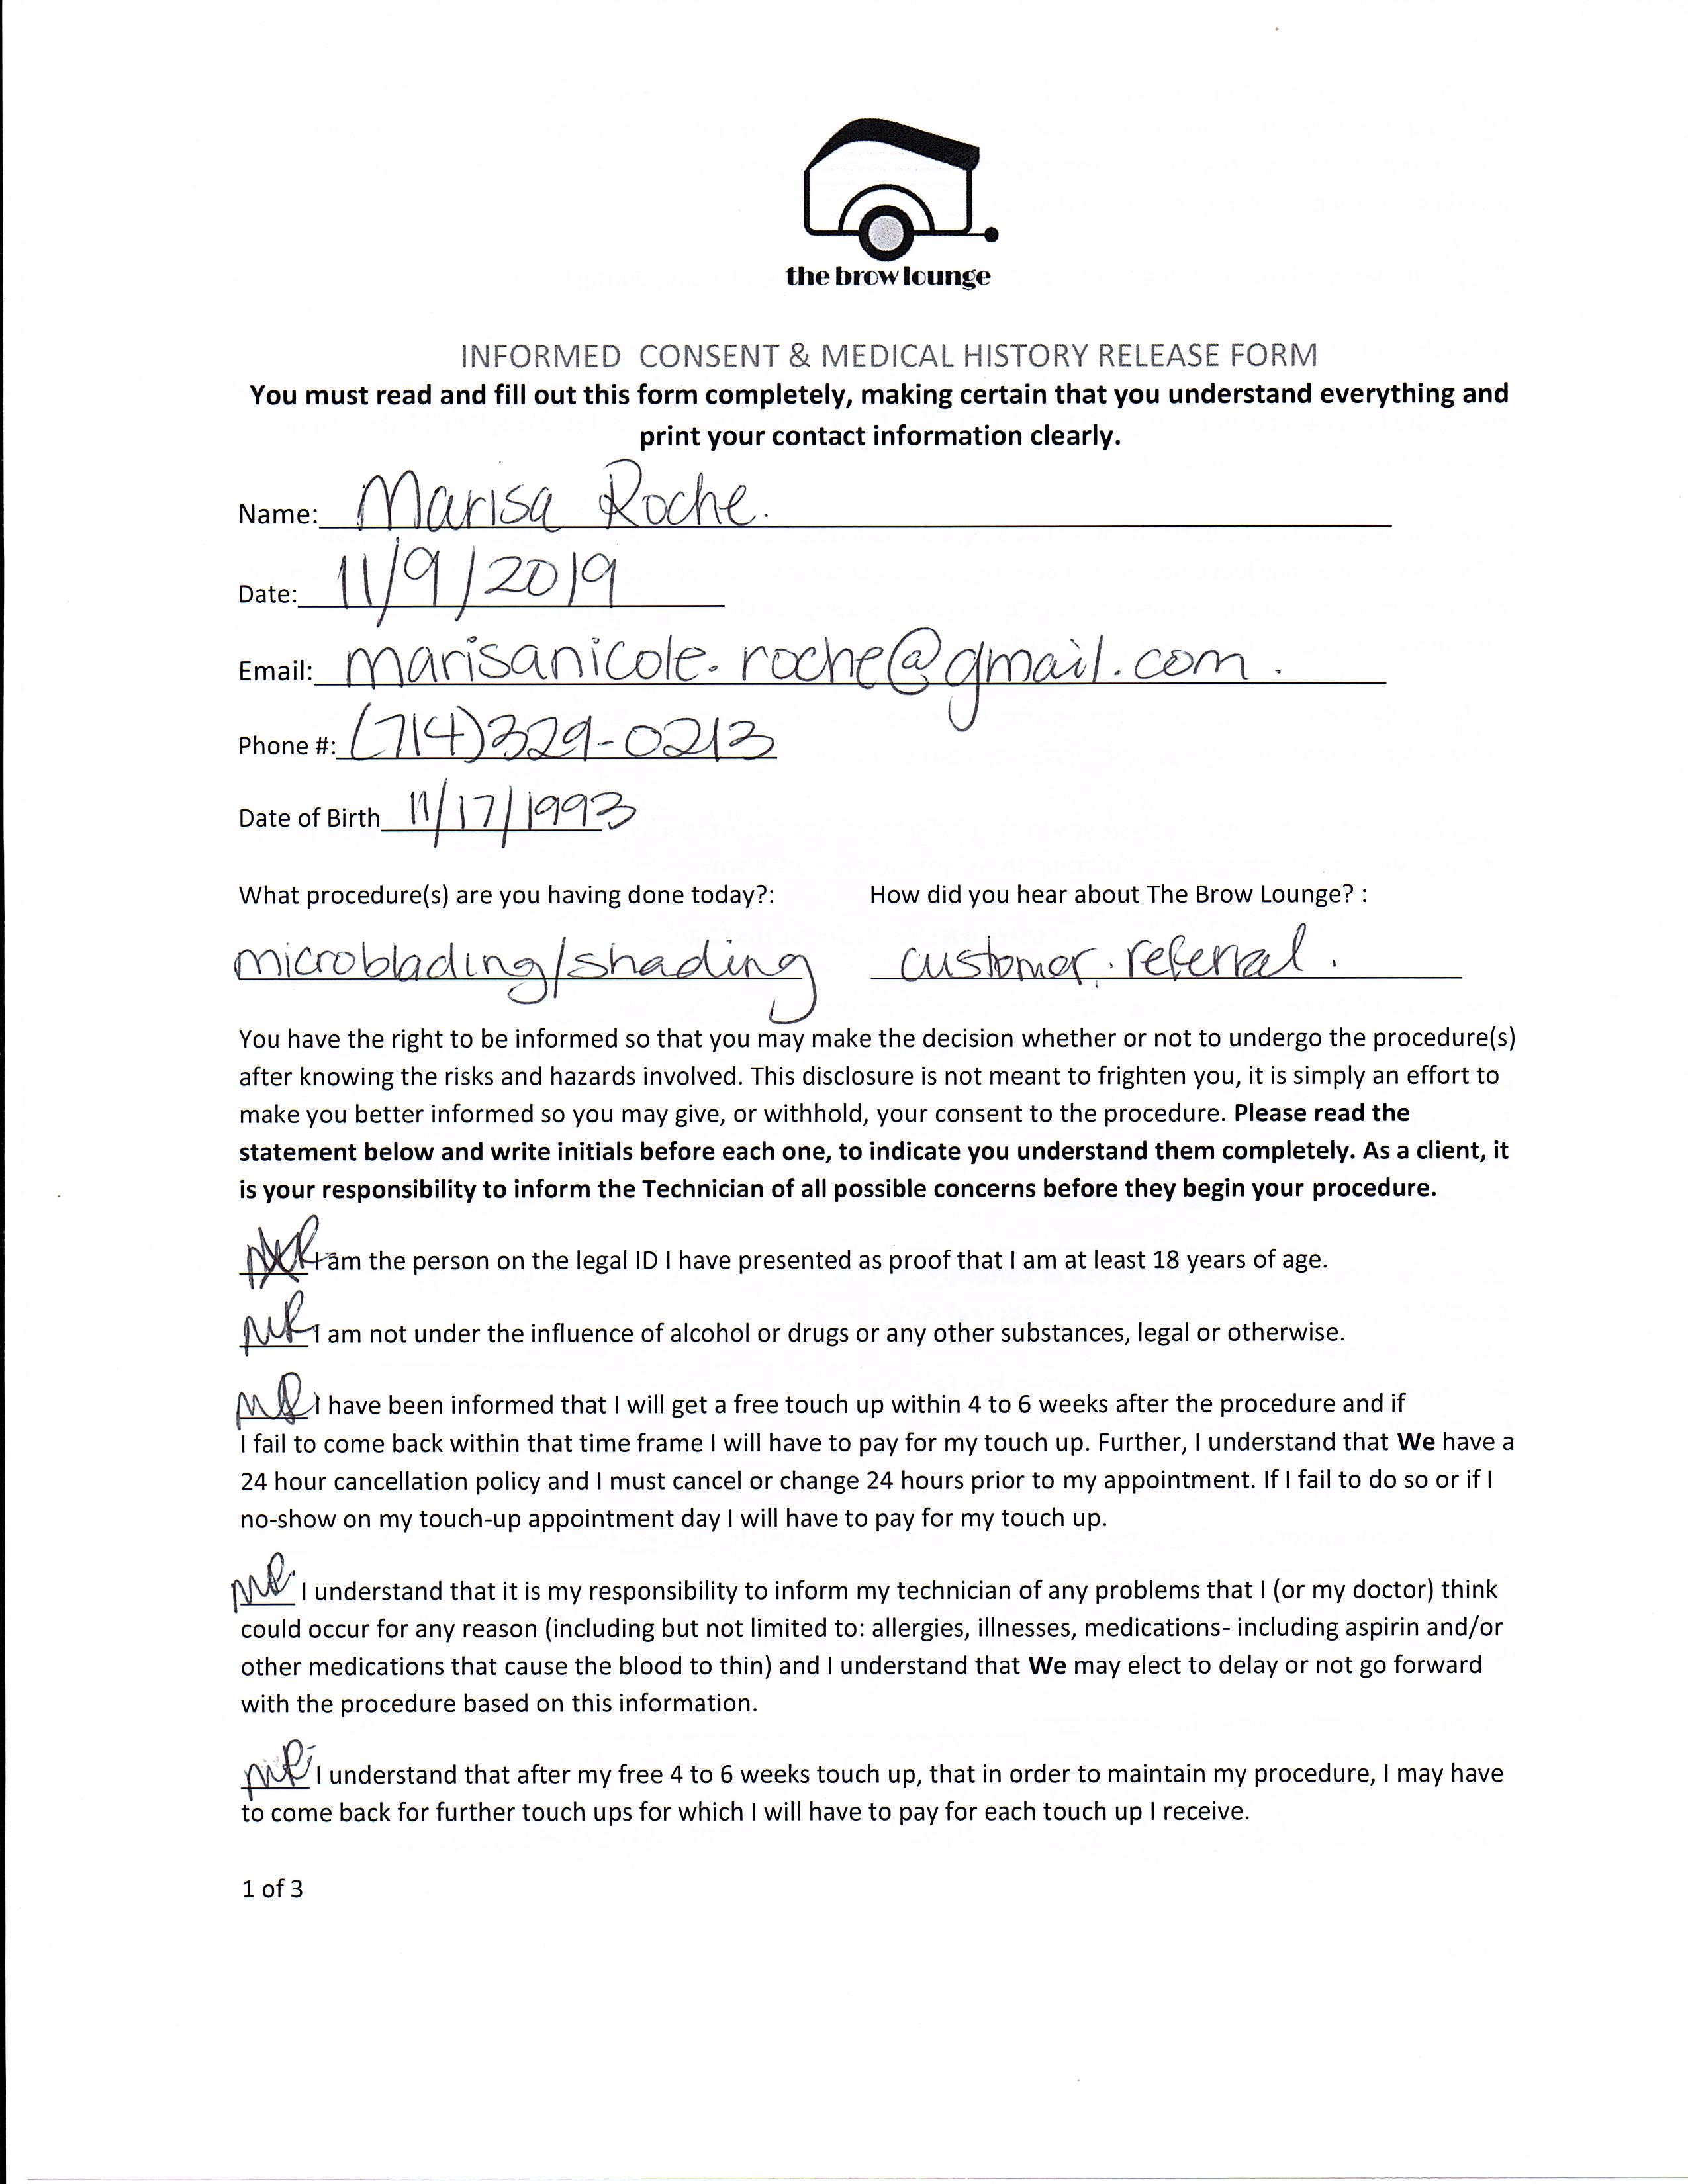 the brow lounge
INFORMED CONSENT & MEDICAL HISTORY RELEASE FORM
You must read and fill out this form completely, making certain that you understand everything and
print your contact information clearly.
Name: Marisa Roche.
Date: 11/9/2019
Email: marisanicole.roche@gmail.com.
Phone #: (714)329-0213
Date of Birth 11/17/1993
What procedure(s) are you having done today?: How did you hear about The Brow Lounge? :
microblading/shading customer referral.
You have the right to be informed so that you may make the decision whether or not to undergo the procedure(s)
after knowing the risks and hazards involved. This disclosure is not meant to frighten you, it is simply an effort to
make you better informed so you may give, or withhold, your consent to the procedure. Please read the
statement below and write initials before each one, to indicate you understand them completely. As a client, it
is your responsibility to inform the Technician of all possible concerns before they begin your procedure.
MR I am the person on the legal ID I have presented as proof that I am at least 18 years of age.
MR I am not under the influence of alcohol or drugs or any other substances, legal or otherwise.
MR I have been informed that I will get a free touch up within 4 to 6 weeks after the procedure and if
I fail to come back within that time frame I will have to pay for my touch up. Further, I understand that We have a
24 hour cancellation policy and I must cancel or change 24 hours prior to my appointment. If I fail to do so or if I
no-show on my touch-up appointment day I will have to pay for my touch up.
MR I understand that it is my responsibility to inform my technician of any problems that I (or my doctor) think
could occur for any reason (including but not limited to: allergies, illnesses, medications- including aspirin and/or
other medications that cause the blood to thin) and I understand that We may elect to delay or not go forward
with the procedure based on this information.
MR I understand that after my free 4 to 6 weeks touch up, that in order to maintain my procedure, I may have
to come back for further touch ups for which I will have to pay for each touch up I receive.
1 of 3